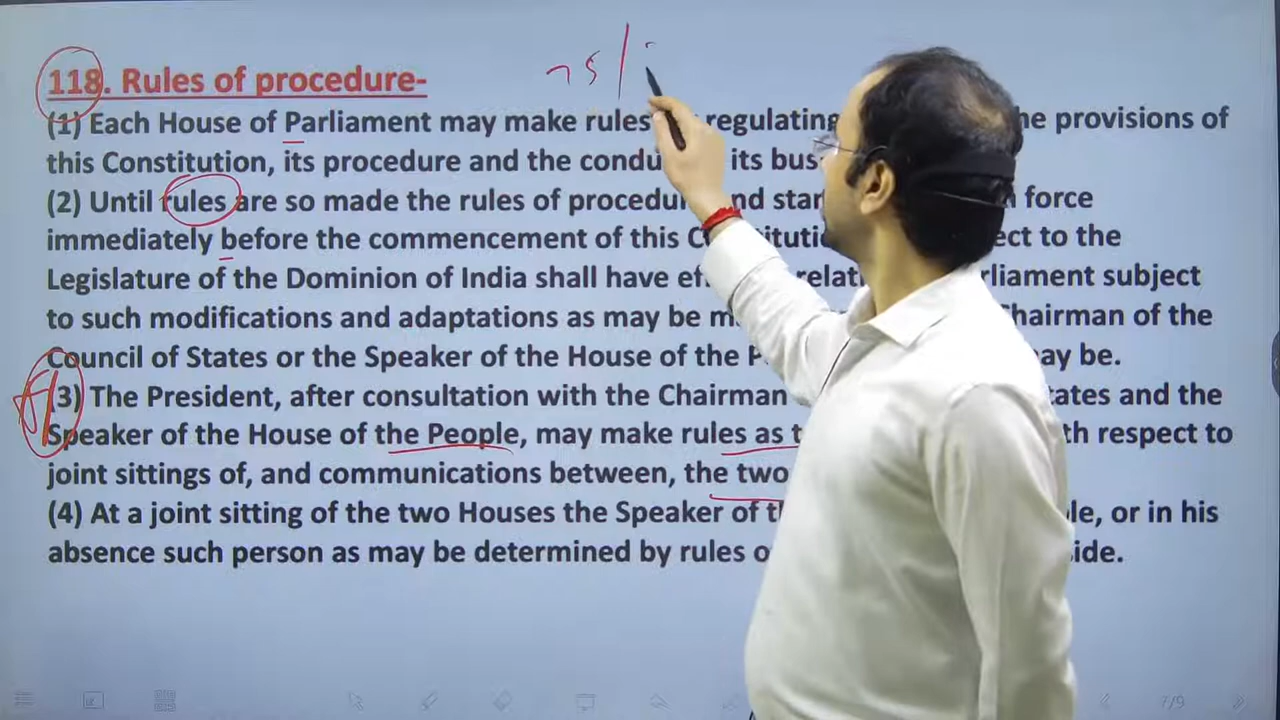 118. Rules of procedure-
(1) Each House of Parliament may make rules regulating he provisions of
this Constitution, its procedure and the condu its bus
(2) Until rules are so made the rules of procedu nd stan force
immediately before the commencement of this C ect to the
Legislature of the Dominion of India shall have ef relat rliament subject
to such modifications and adaptations as may be m hairman of the
Council of States or the Speaker of the House of the P ay be.
(3) The President, after consultation with the Chairman tates and the
Speaker of the House of the People, may make rules as t th respect to
joint sittings of, and communications between, the two
(4) At a joint sitting of the two Houses the Speaker of t le, or in his
absence such person as may be determined by rules o side.
7/9